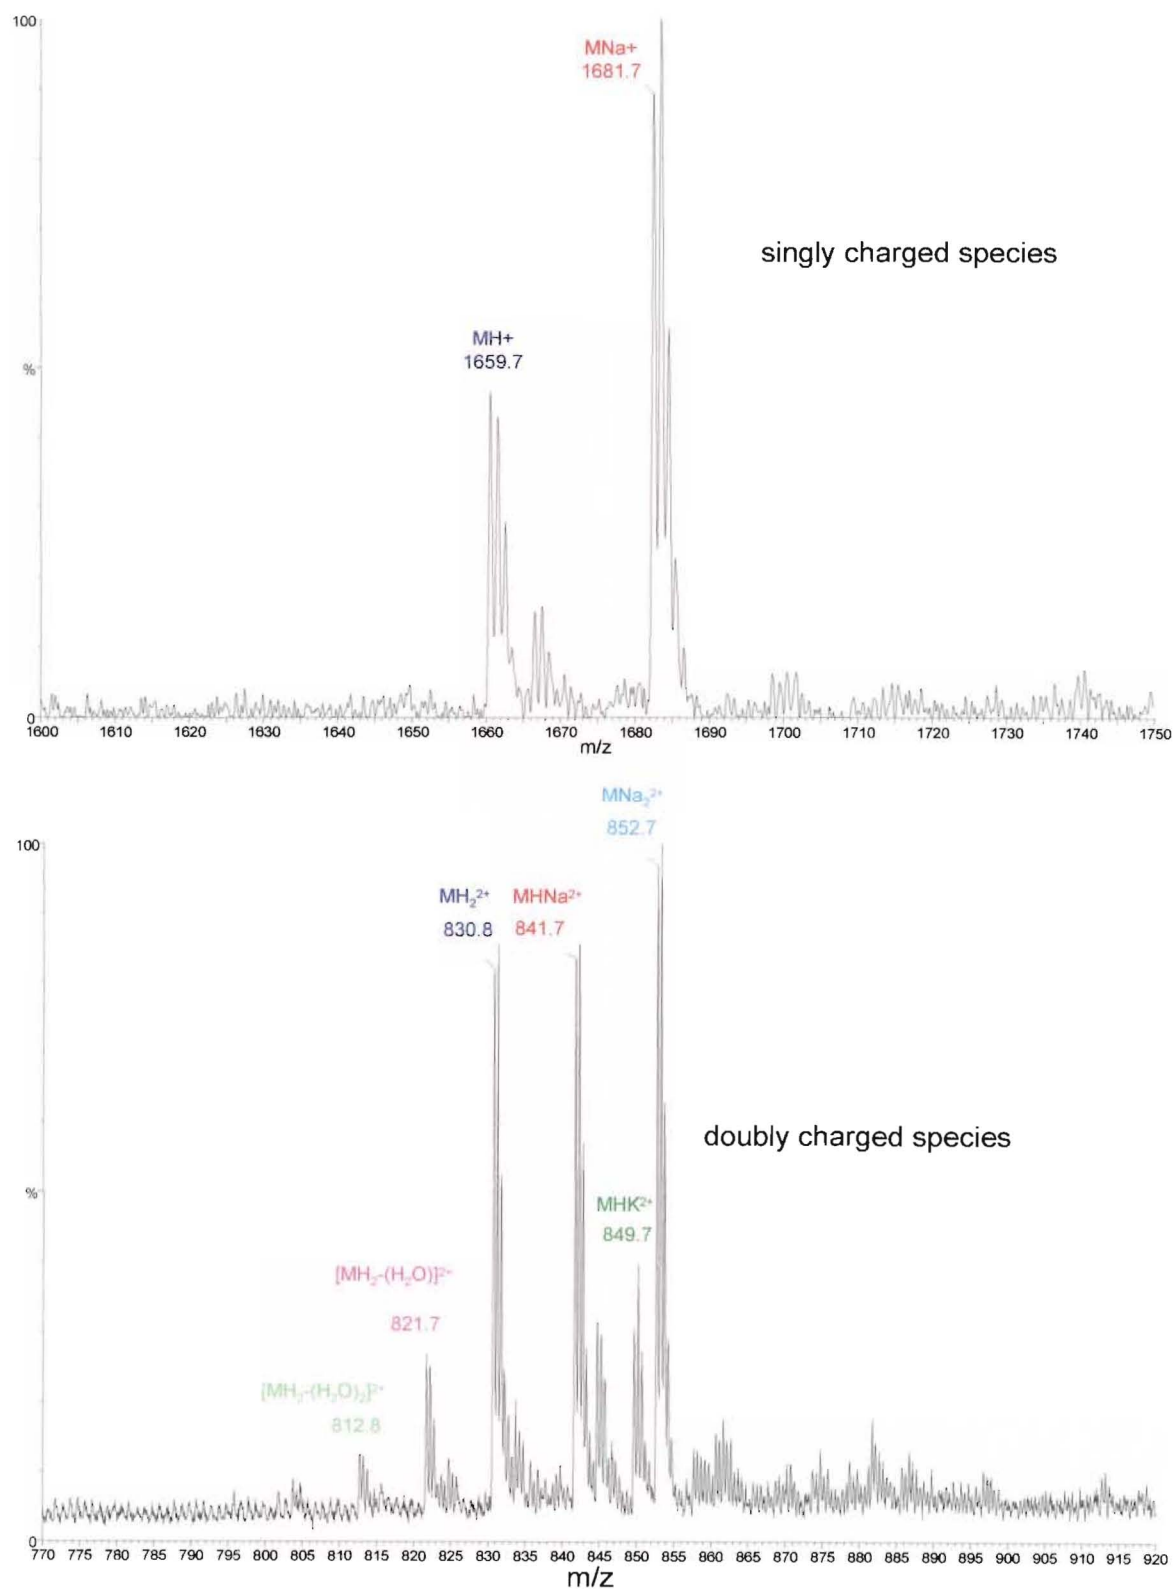 100
MNa+
1681.7
singly charged species
MH+
1659.7
%
0
1600 1610 1620 1630 1640 1650 1660 1670 1680 1690 1700 1710 1720 1730 1740 1750
m/z
MNa₂²⁺
852.7
100
MH₂²⁺ MHNa²⁺
830.8 841.7
doubly charged species
%
MHK²⁺
849.7
[MH₂-(H₂O)]²⁺
821.7
[MH₂-(H₂O)₂]²⁺
812.8
0
770 775 780 785 790 795 800 805 810 815 820 825 830 835 840 845 850 855 860 865 870 875 880 885 890 895 900 905 910 915 920
m/z